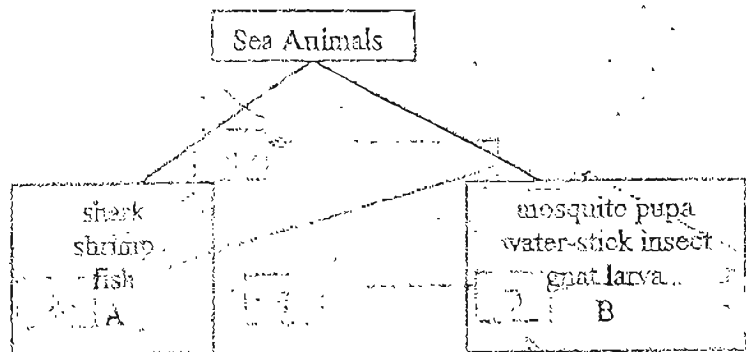 Sea Animals
shark
shrimp
fish
A
mosquito pupa
water-stick insect
gnat larva
B